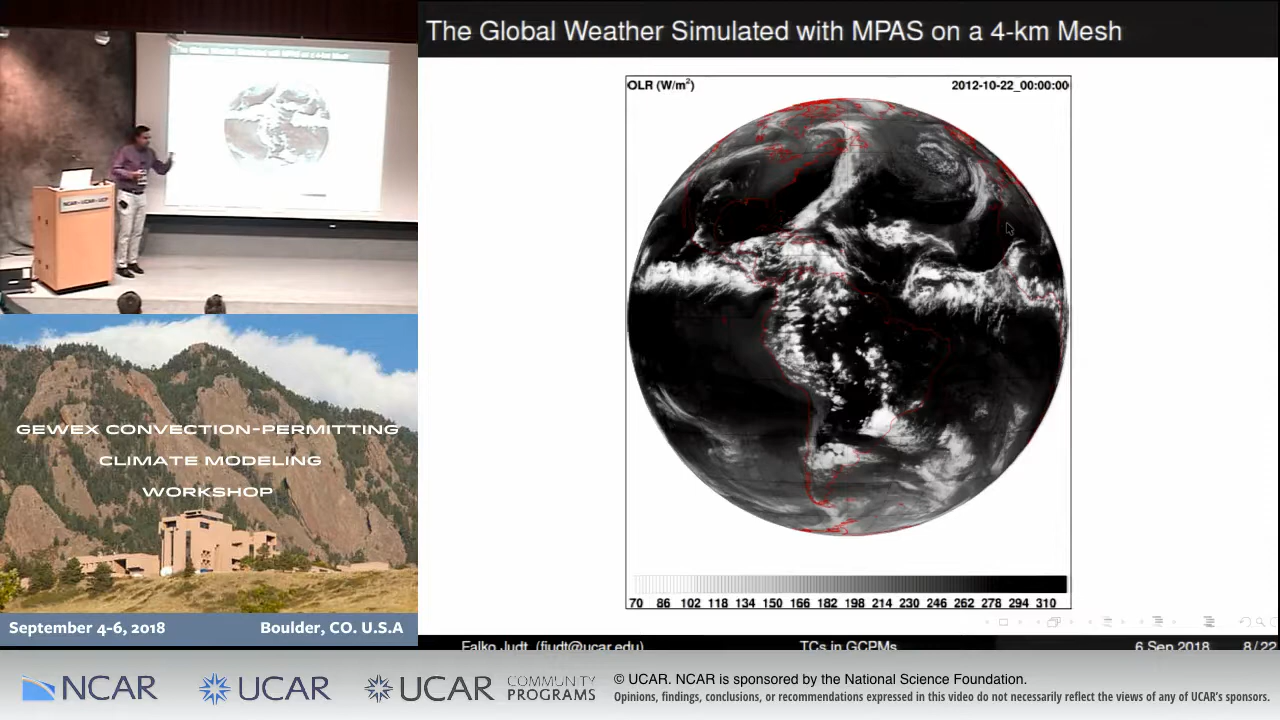 The Global Weather Simulated with MPAS on a 4-km Mesh
OLR (W/m²)
2012-10-22_00:00:00
NCAR • UCAR • UCP
70 86 102 118 134 150 166 182 198 214 230 246 262 278 294 310
GEWEX CONVECTION-PERMITTING
CLIMATE MODELING
WORKSHOP
September 4-6, 2018
Boulder, CO. U.S.A
Falko Judt (fjudt@ucar.edu)
TCs in GCPMs
6 Sep 2018
8/22
NCAR
UCAR
UCAR
COMMUNITY
PROGRAMS
© UCAR. NCAR is sponsored by the National Science Foundation.
Opinions, findings, conclusions, or recommendations expressed in this video do not necessarily reflect the views of any of UCAR's sponsors.